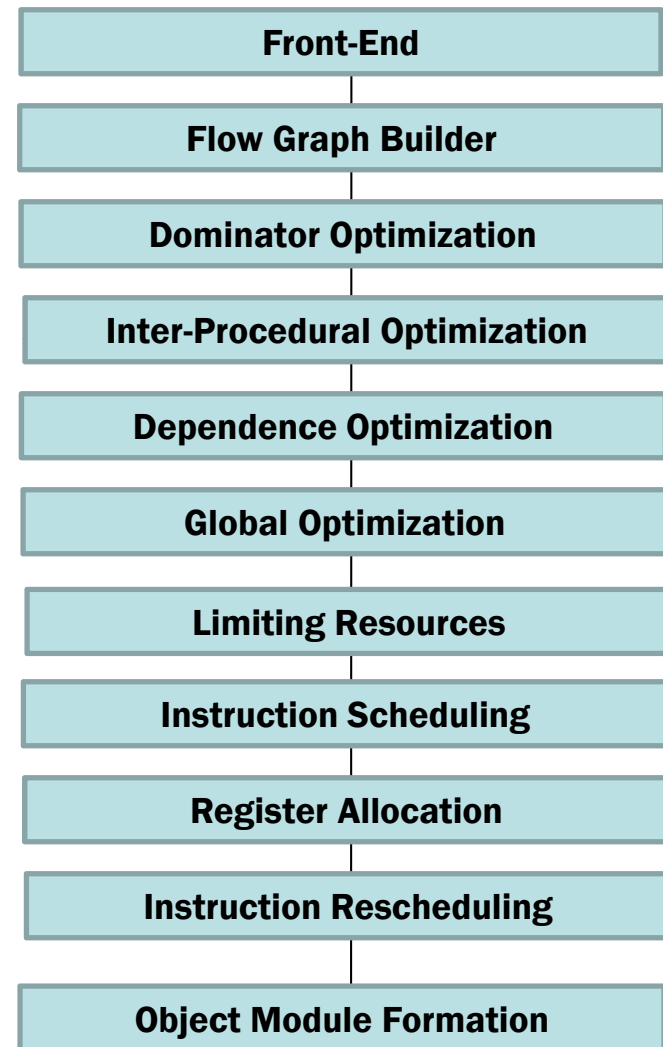 Front-End
Flow Graph Builder
Dominator Optimization
Inter-Procedural Optimization
Dependence Optimization
Global Optimization
Limiting Resources
Instruction Scheduling
Register Allocation
Instruction Rescheduling
Object Module Formation